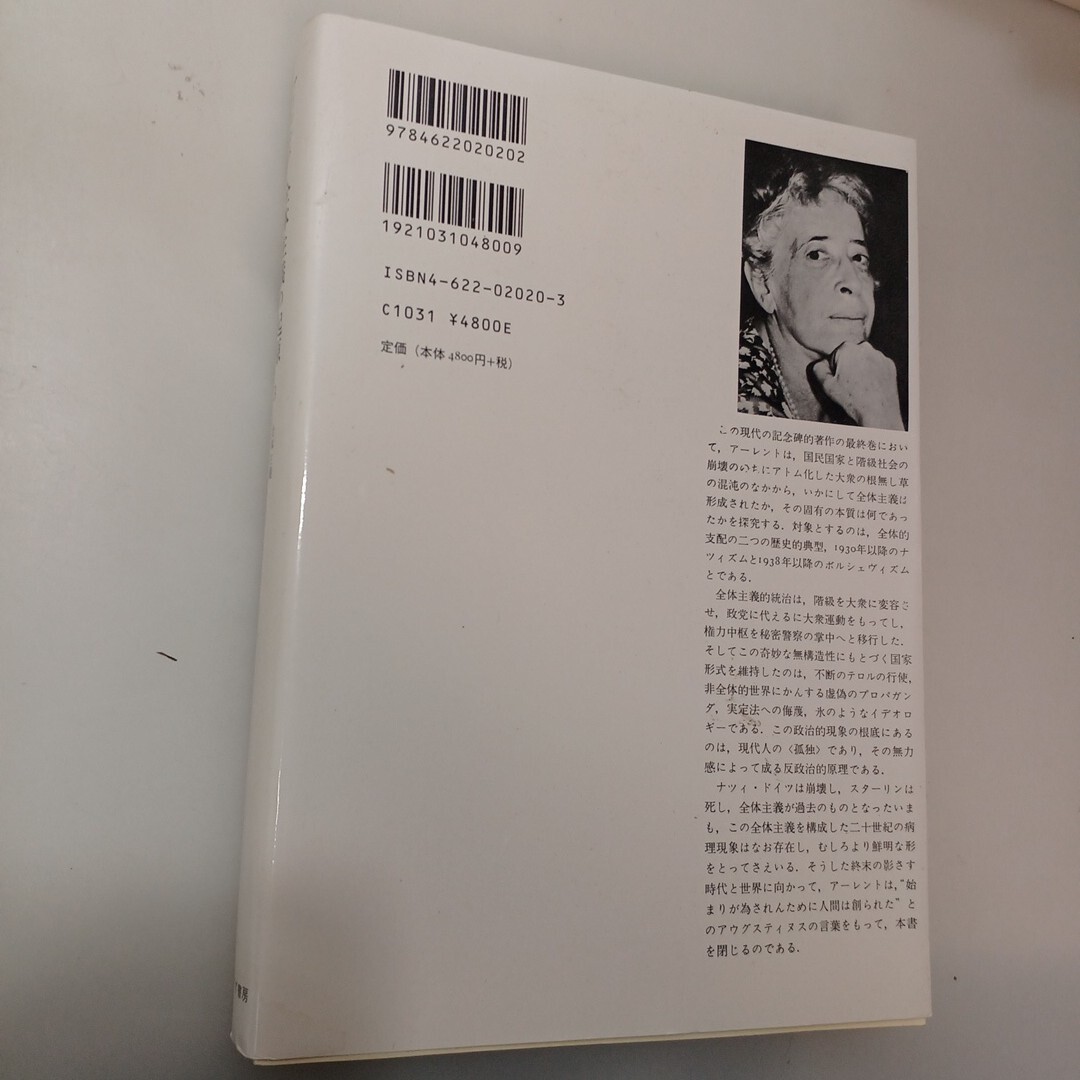 9784622020202
1921031048009
ISBN4-622-02020-3
C1031 ¥4800E
定価（本体4800円+税）
この現代の記念碑的著作の最終巻におい
て，アーレントは，国民国家と階級社会の
崩壊のいちにアトム化した大衆の根無し草
の混沌のなかから，いかにして全体主義は
形成されたか，その固有の本質は何であっ
たかを探究する．対象とするのは，全体的
支配の二つの歴史的典型，1930年以降のナ
ツィズムと1938年以降のボルシェヴィズム
とである．
全体主義的統治は，階級を大衆に変容さ
せ，政党に代えるに大衆運動をもってし，
権力中枢を秘密警察の掌中へと移行した．
そしてこの奇妙な無構造性にもとづく国家
形式を維持したのは，不断のテロルの行使，
非全体的世界にかんする虚偽のプロパガン
ダ，実定法への侮蔑，氷のようなイデオロ
ギーである．この政治的現象の根底にある
のは，現代人の〈孤独〉であり，その無力
感によって成る反政治的原理である．
ナツィ・ドイツは崩壊し，スターリンは
死し，全体主義が過去のものとなったいま
も，この全体主義を構成した二十世紀の病
理現象はなお存在し，むしろより鮮明な形
をとってさえいる．そうした終末の影さす
時代と世界に向かって，アーレントは，“始
まりが為されんために人間は創られた”と
のアウグスティヌスの言葉をもって，本書
を閉じるのである．
書房